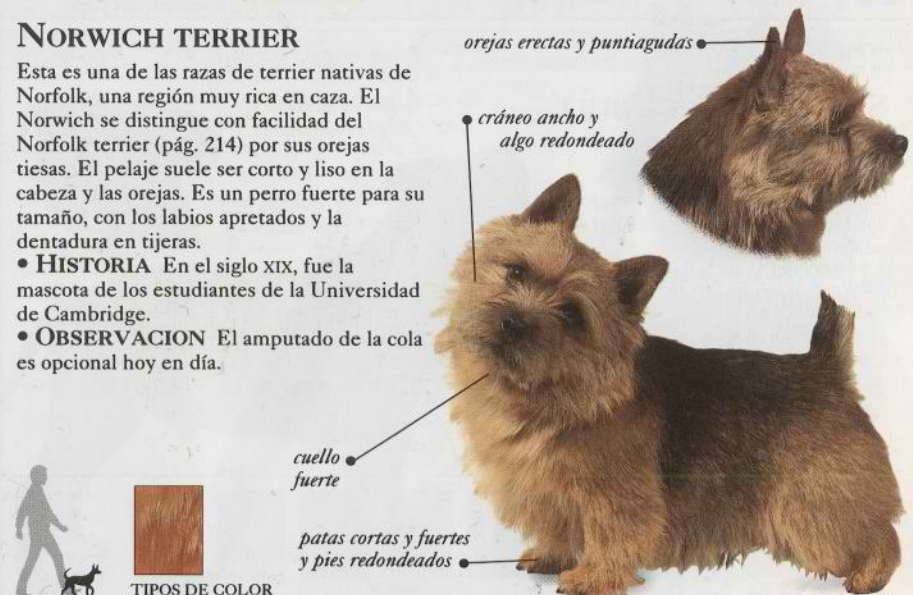 NORWICH TERRIER
Esta es una de las razas de terrier nativas de
Norfolk, una región muy rica en caza. El
Norwich se distingue con facilidad del
Norfolk terrier (pág. 214) por sus orejas
tiesas. El pelaje suele ser corto y liso en la
cabeza y las orejas. Es un perro fuerte para su
tamaño, con los labios apretados y la
dentadura en tijeras.
• HISTORIA En el siglo XIX, fue la
mascota de los estudiantes de la Universidad
de Cambridge.
• OBSERVACION El amputado de la cola
es opcional hoy en día.
orejas erectas y puntiagudas
cráneo ancho y
algo redondeado
cuello
fuerte
patas cortas y fuertes
y pies redondeados
TIPOS DE COLOR